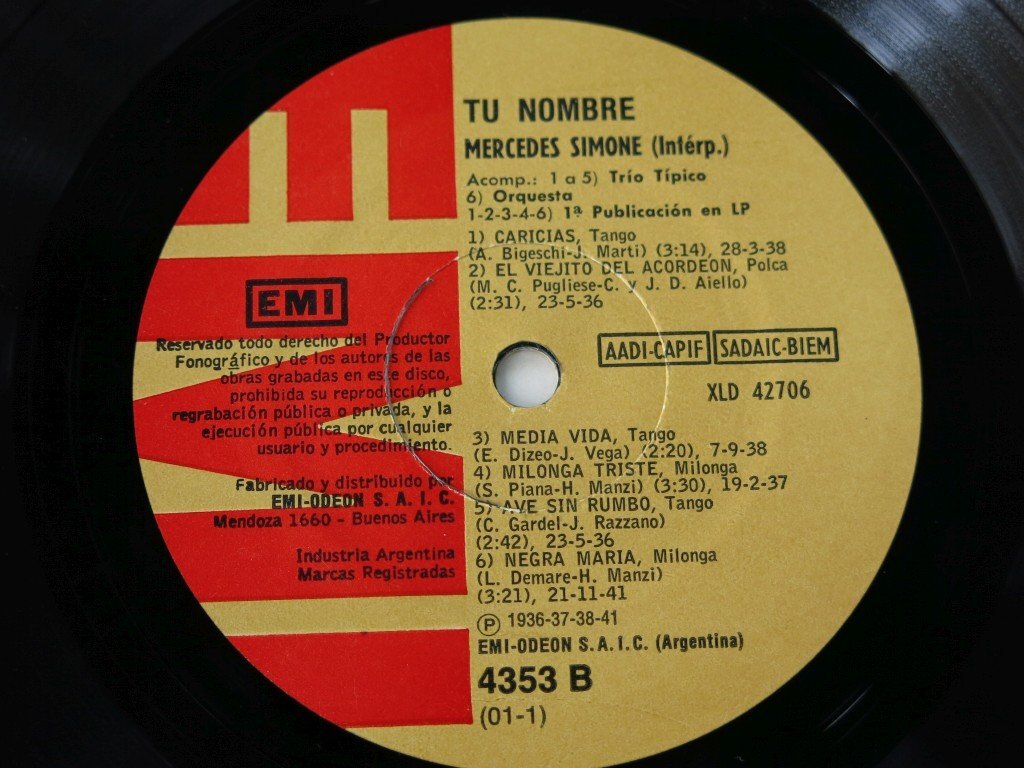 TU NOMBRE
MERCEDES SIMONE (Intérp.)
Acomp.: 1 a 5) Trío Típico
6) Orquesta
1-2-3-4-6) 1ª Publicación en LP
1) CARICIAS, Tango
(A. Bigeschi-J. Marti) (3:14), 28-3-38
2) EL VIEJITO DEL ACORDEON, Polca
(M. C. Pugliese-C. y J. D. Aiello)
(2:31), 23-5-36
EMI
Reservado todo derecho del Productor
Fonográfico y de los autores de las
obras grabadas en este disco,
prohibida su reproducción o
regrabación pública o privada, y la
ejecución pública por cualquier
usuario y procedimiento.
Fabricado y distribuido por
EMI-ODEON S. A. I. C.
Mendoza 1660 - Buenos Aires
Industria Argentina
Marcas Registradas
AADI-CAPIF SADAIC-BIEM
XLD 42706
3) MEDIA VIDA, Tango
(E. Dizeo-J. Vega) (2:20), 7-9-38
4) MILONGA TRISTE, Milonga
(S. Piana-H. Manzi) (3:30), 19-2-37
5) AVE SIN RUMBO, Tango
(C. Gardel-J. Razzano)
(2:42), 23-5-36
6) NEGRA MARIA, Milonga
(L. Demare-H. Manzi)
(3:21), 21-11-41
Ⓟ 1936-37-38-41
EMI-ODEON S. A. I. C. (Argentina)
4353 B
(01-1)